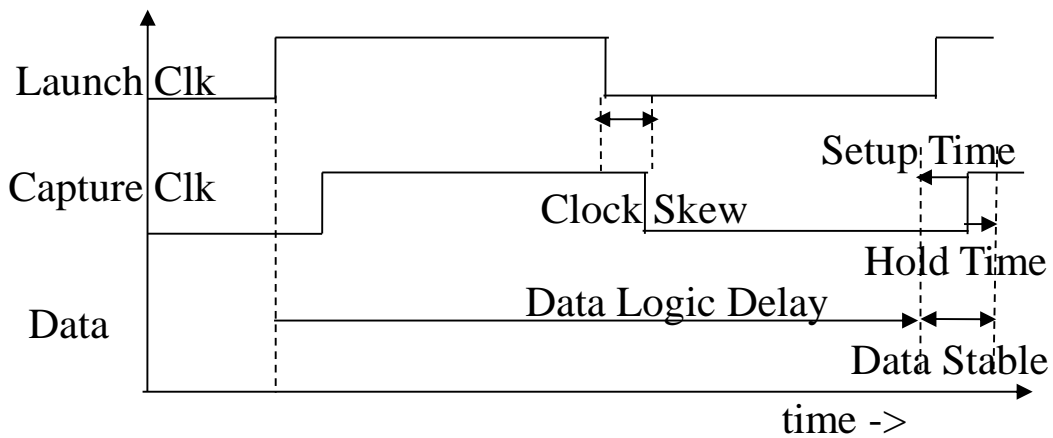 Launch Clk
Setup Time
Capture Clk
Clock Skew
Hold Time
Data Logic Delay
Data
Data Stable
time ->